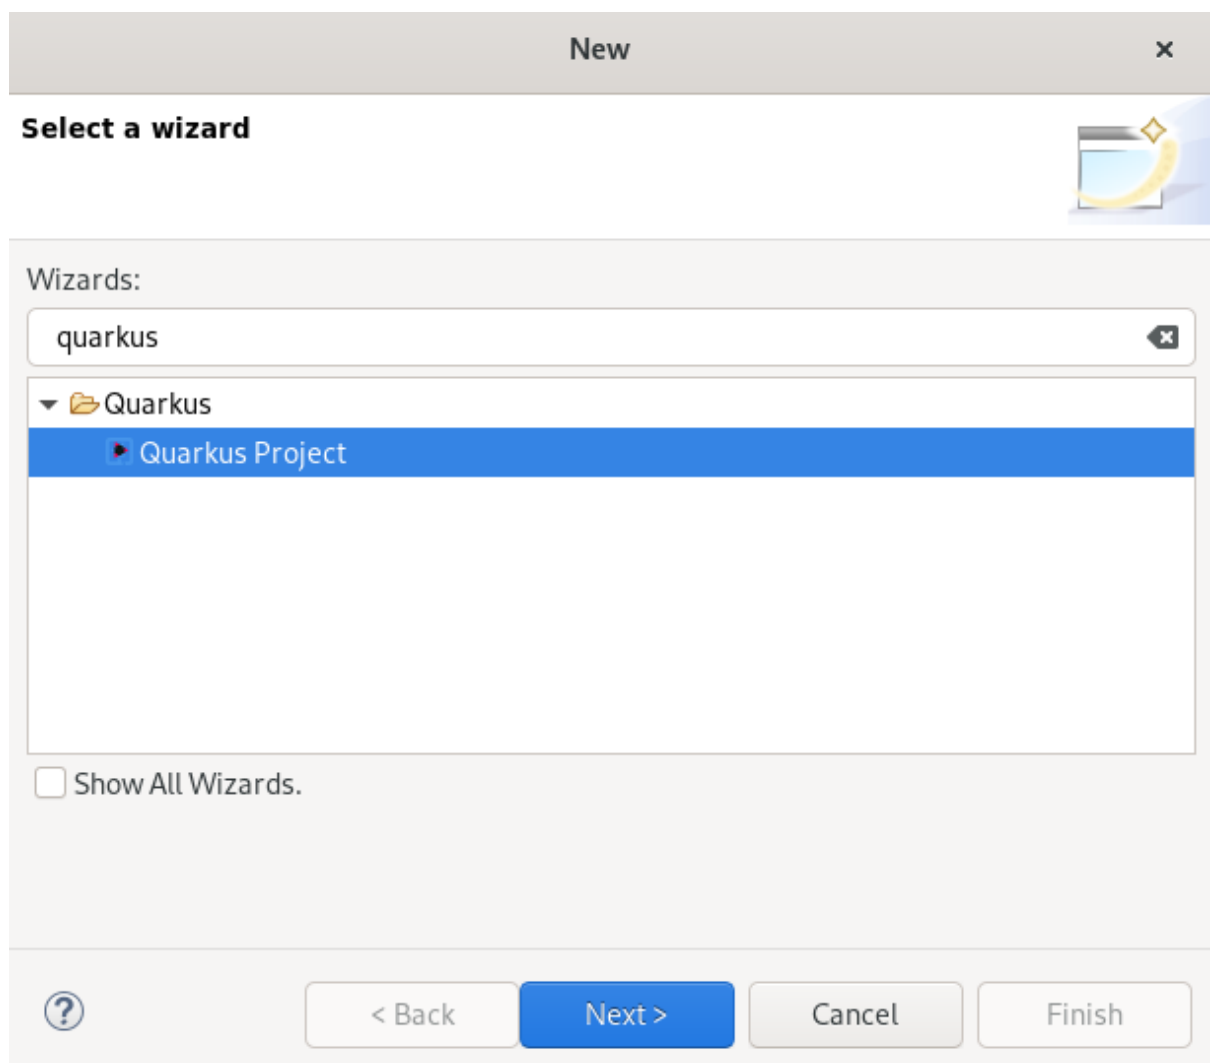 New
Select a wizard
Wizards:
quarkus
Quarkus
Quarkus Project
Show All Wizards.
? < Back Next > Cancel Finish